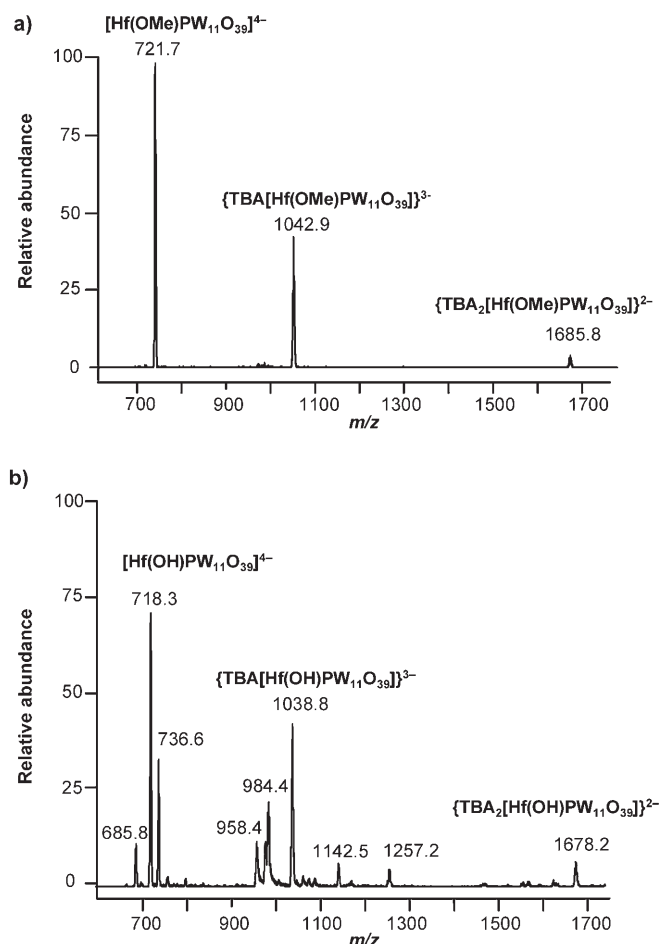 a)
[Hf(OMe)PW₁₁O₃₉]⁴⁻
721.7
100
75
50
25
0
Relative abundance
{TBA[Hf(OMe)PW₁₁O₃₉]}³⁻
1042.9
{TBA₂[Hf(OMe)PW₁₁O₃₉]}²⁻
1685.8
700 900 1100 1300 1500 1700
m/z
b)
100
75
50
25
0
Relative abundance
[Hf(OH)PW₁₁O₃₉]⁴⁻
718.3
{TBA[Hf(OH)PW₁₁O₃₉]}³⁻
1038.8
736.6
984.4
{TBA₂[Hf(OH)PW₁₁O₃₉]}²⁻
685.8
958.4
1142.5
1257.2
1678.2
700 900 1100 1300 1500 1700
m/z